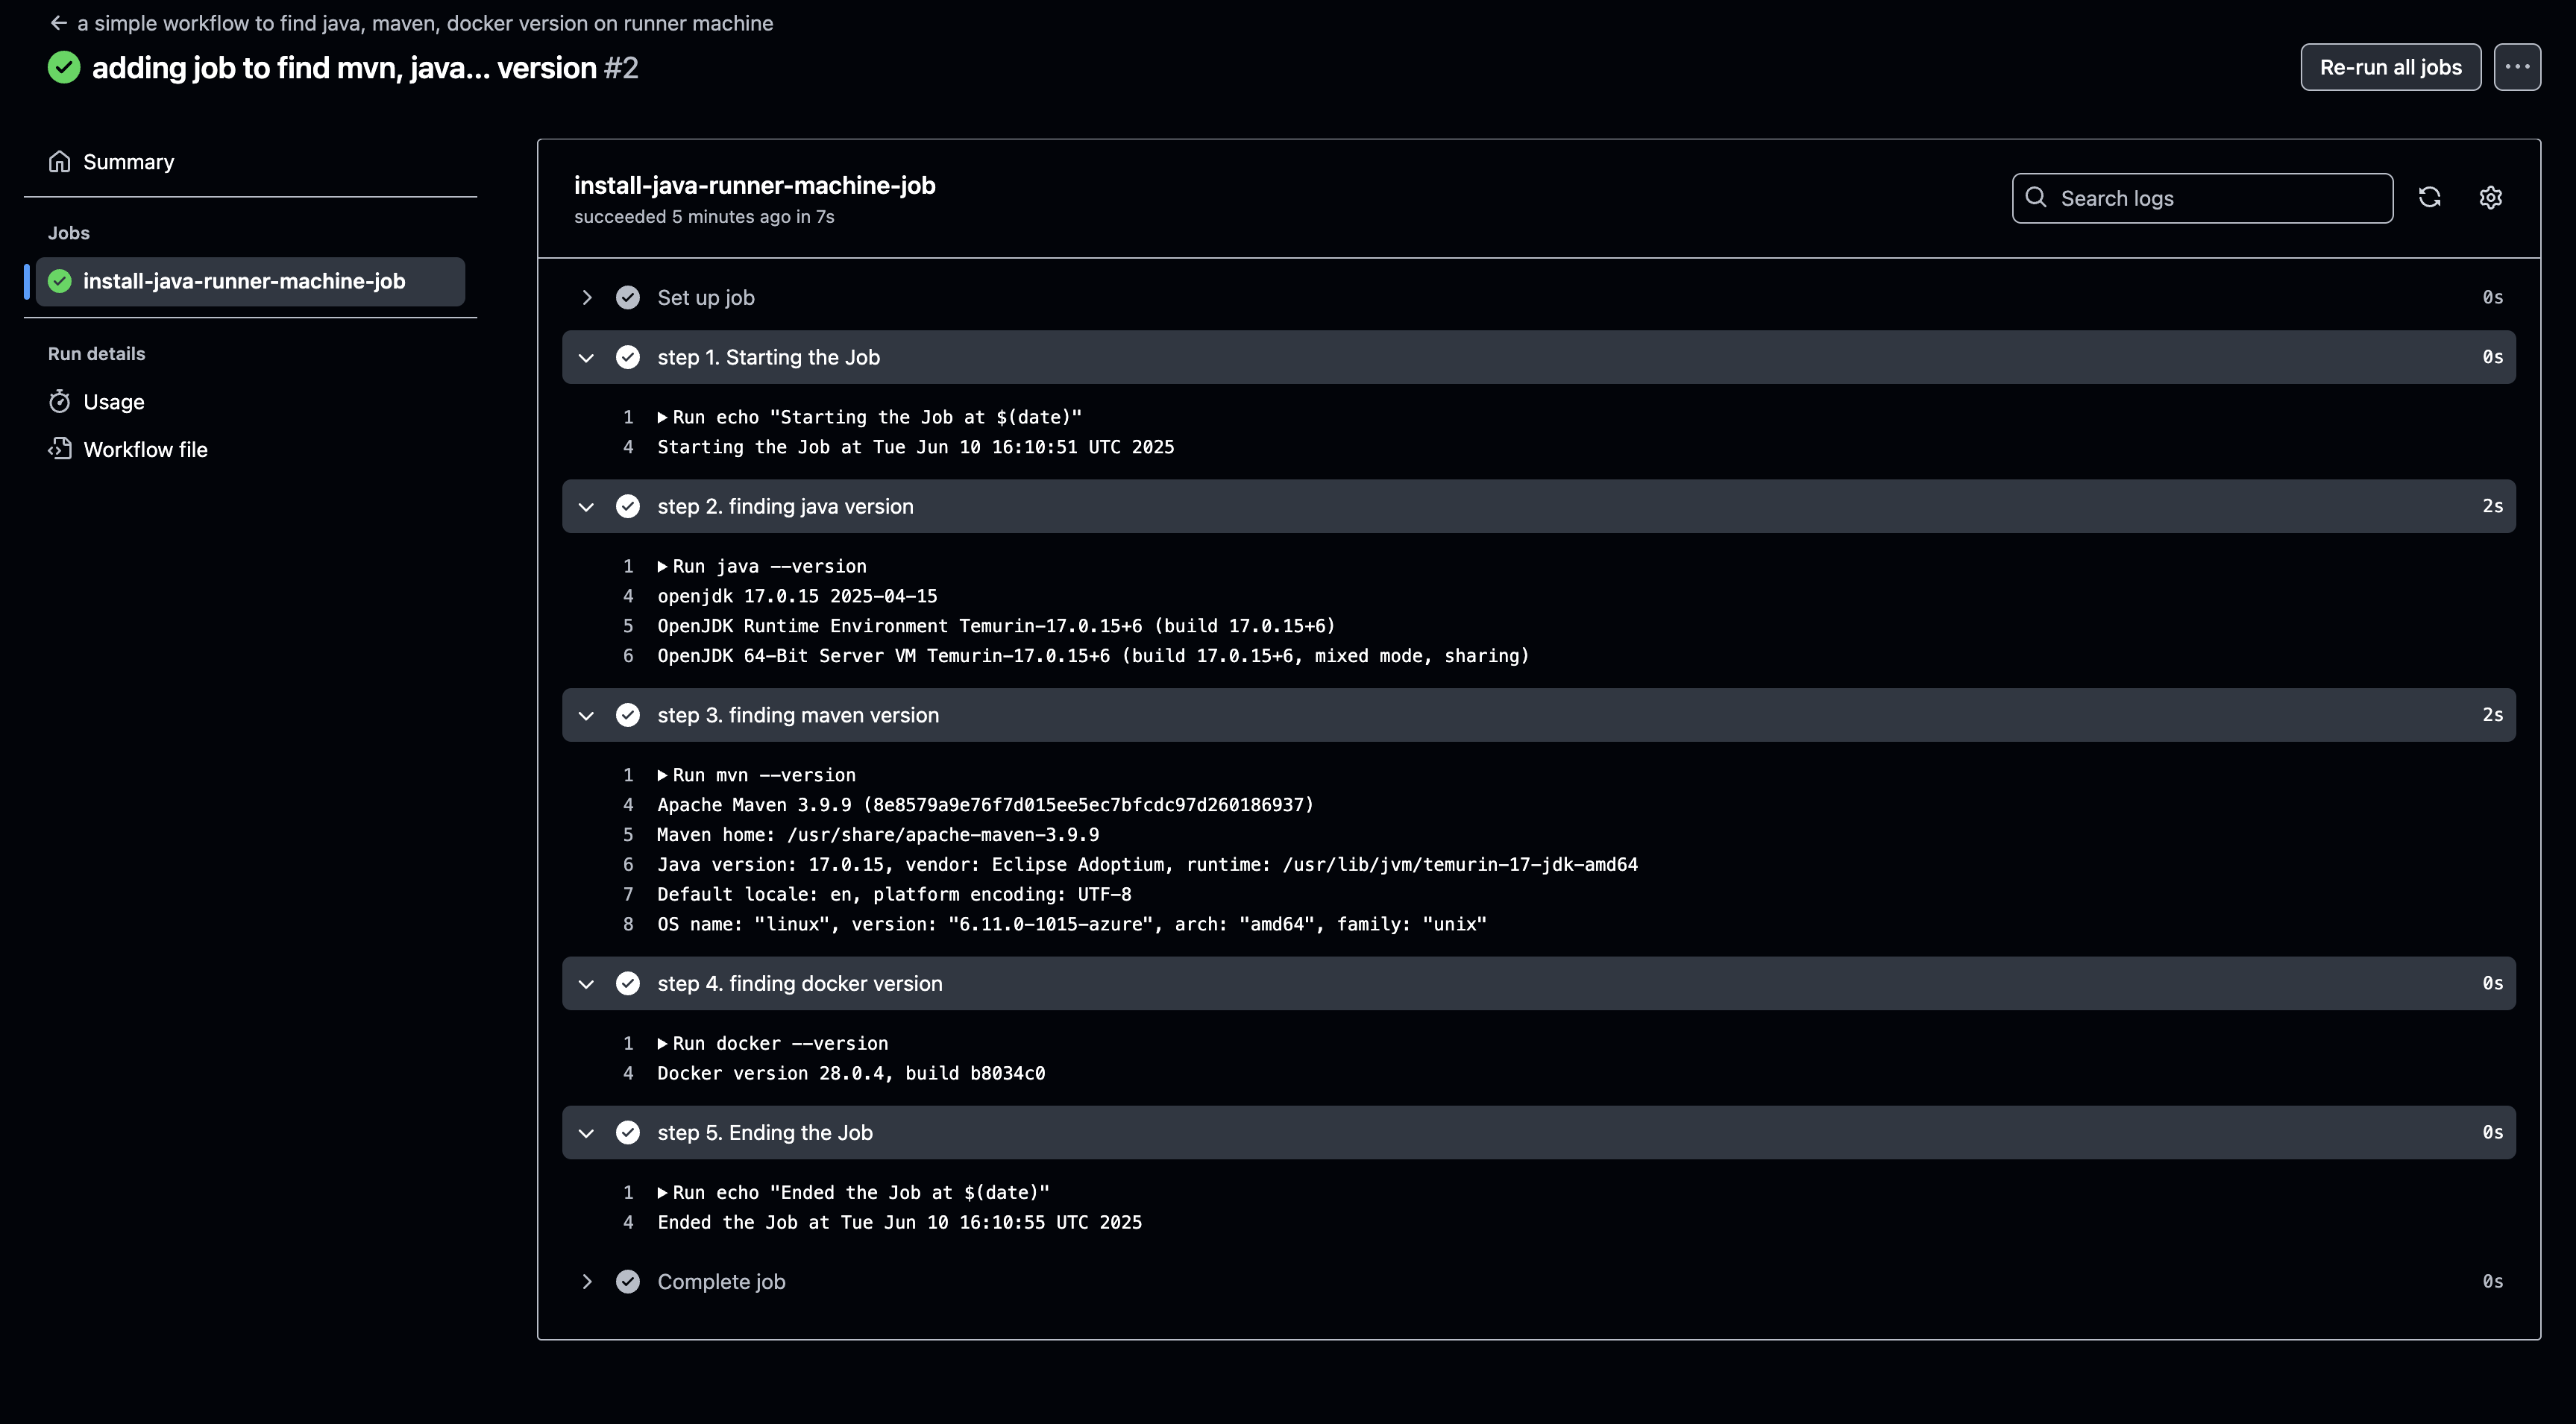 ← a simple workflow to find java, maven, docker version on runner machine
adding job to find mvn, java... version #2
Re-run all jobs
...
Summary
Jobs
install-java-runner-machine-job
Run details
Usage
Workflow file
install-java-runner-machine-job
succeeded 5 minutes ago in 7s
Search logs
Set up job 0s
step 1. Starting the Job 0s
1 ▶Run echo "Starting the Job at $(date)"
4 Starting the Job at Tue Jun 10 16:10:51 UTC 2025
step 2. finding java version 2s
1 ▶Run java --version
4 openjdk 17.0.15 2025-04-15
5 OpenJDK Runtime Environment Temurin-17.0.15+6 (build 17.0.15+6)
6 OpenJDK 64-Bit Server VM Temurin-17.0.15+6 (build 17.0.15+6, mixed mode, sharing)
step 3. finding maven version 2s
1 ▶Run mvn --version
4 Apache Maven 3.9.9 (8e8579a9e76f7d015ee5ec7bfcdc97d260186937)
5 Maven home: /usr/share/apache-maven-3.9.9
6 Java version: 17.0.15, vendor: Eclipse Adoptium, runtime: /usr/lib/jvm/temurin-17-jdk-amd64
7 Default locale: en, platform encoding: UTF-8
8 OS name: "linux", version: "6.11.0-1015-azure", arch: "amd64", family: "unix"
step 4. finding docker version 0s
1 ▶Run docker --version
4 Docker version 28.0.4, build b8034c0
step 5. Ending the Job 0s
1 ▶Run echo "Ended the Job at $(date)"
4 Ended the Job at Tue Jun 10 16:10:55 UTC 2025
Complete job 0s